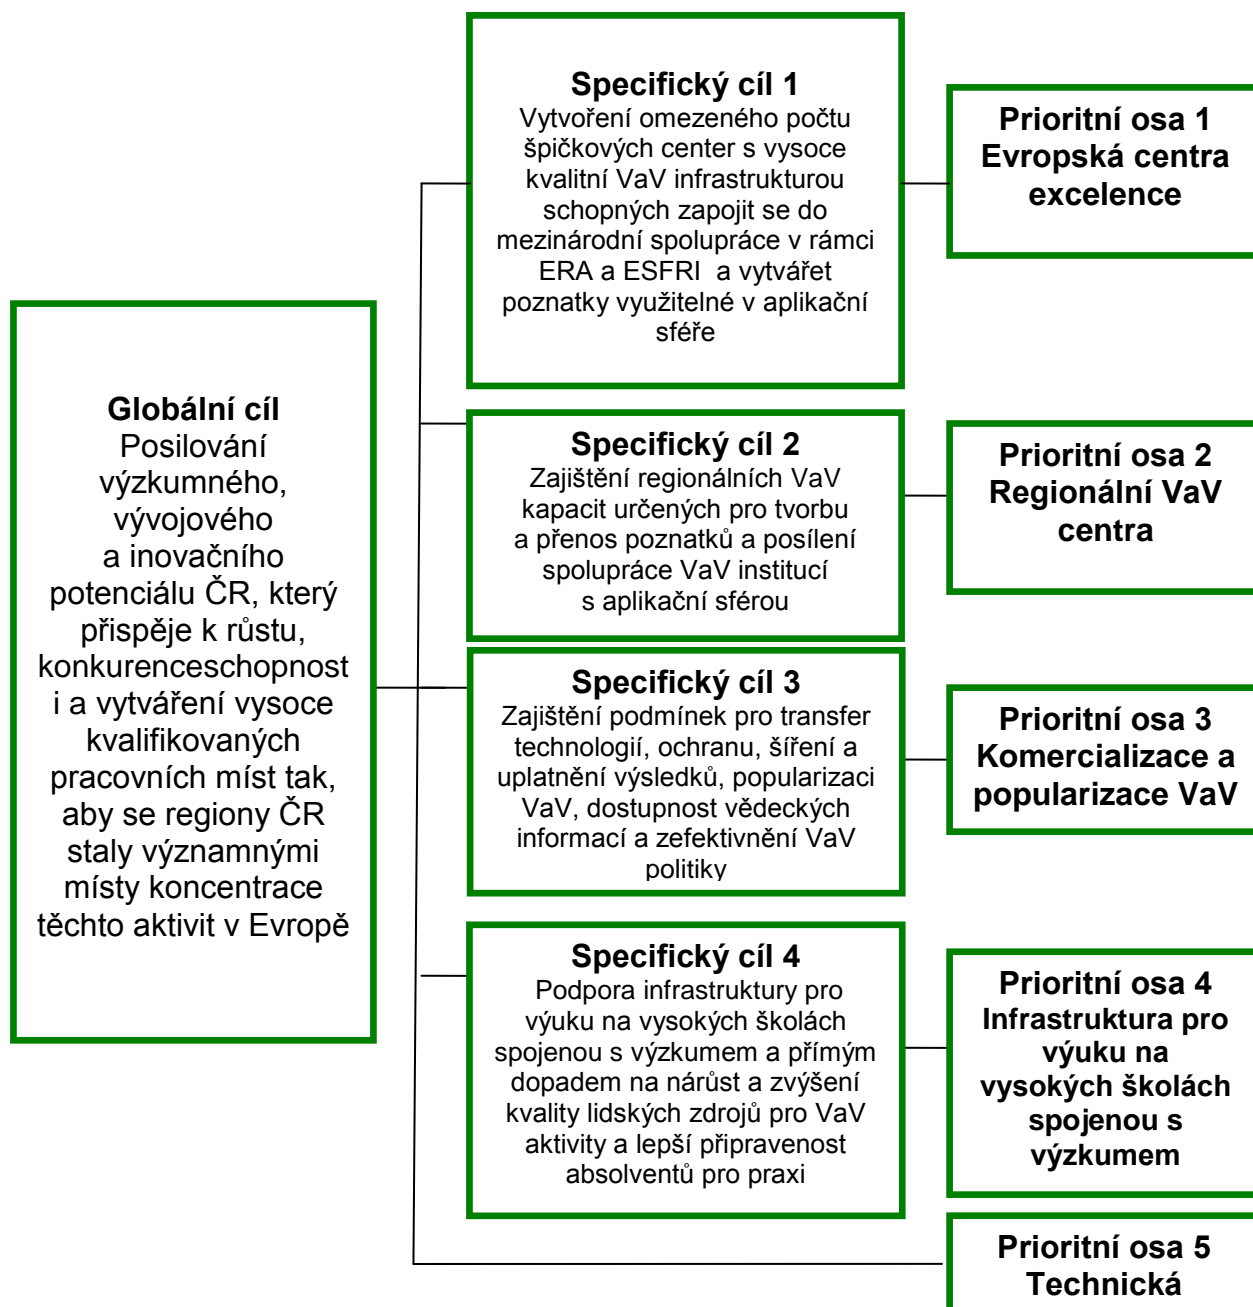 Globální cíl
Posilování
výzkumného,
vývojového
a inovačního
potenciálu ČR, který
přispěje k růstu,
konkurenceschopnost
i a vytváření vysoce
kvalifikovaných
pracovních míst tak,
aby se regiony ČR
staly významnými
místy koncentrace
těchto aktivit v Evropě
Specifický cíl 1
Vytvoření omezeného počtu
špičkových center s vysoce
kvalitní VaV infrastrukturou
schopných zapojit se do
mezinárodní spolupráce v rámci
ERA a ESFRI a vytvářet
poznatky využitelné v aplikační
sféře
Prioritní osa 1
Evropská centra
excelence
Specifický cíl 2
Zajištění regionálních VaV
kapacit určených pro tvorbu
a přenos poznatků a posílení
spolupráce VaV institucí
s aplikační sférou
Prioritní osa 2
Regionální VaV
centra
Specifický cíl 3
Zajištění podmínek pro transfer
technologií, ochranu, šíření a
uplatnění výsledků, popularizaci
VaV, dostupnost vědeckých
informací a zefektivnění VaV
politiky
Prioritní osa 3
Komercializace a
popularizace VaV
Specifický cíl 4
Podpora infrastruktury pro
výuku na vysokých školách
spojenou s výzkumem a přímým
dopadem na nárůst a zvýšení
kvality lidských zdrojů pro VaV
aktivity a lepší připravenost
absolventů pro praxi
Prioritní osa 4
Infrastruktura pro
výuku na
vysokých školách
spojenou s
výzkumem
Prioritní osa 5
Technická